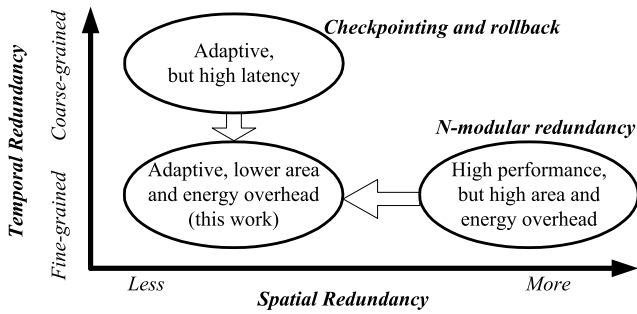 Checkpointing and rollback
Adaptive,
but high latency
N-modular redundancy
Adaptive, lower area
and energy overhead
(this work)
High performance,
but high area and
energy overhead
Temporal Redundancy
Coarse-grained
Fine-grained
Less
More
Spatial Redundancy